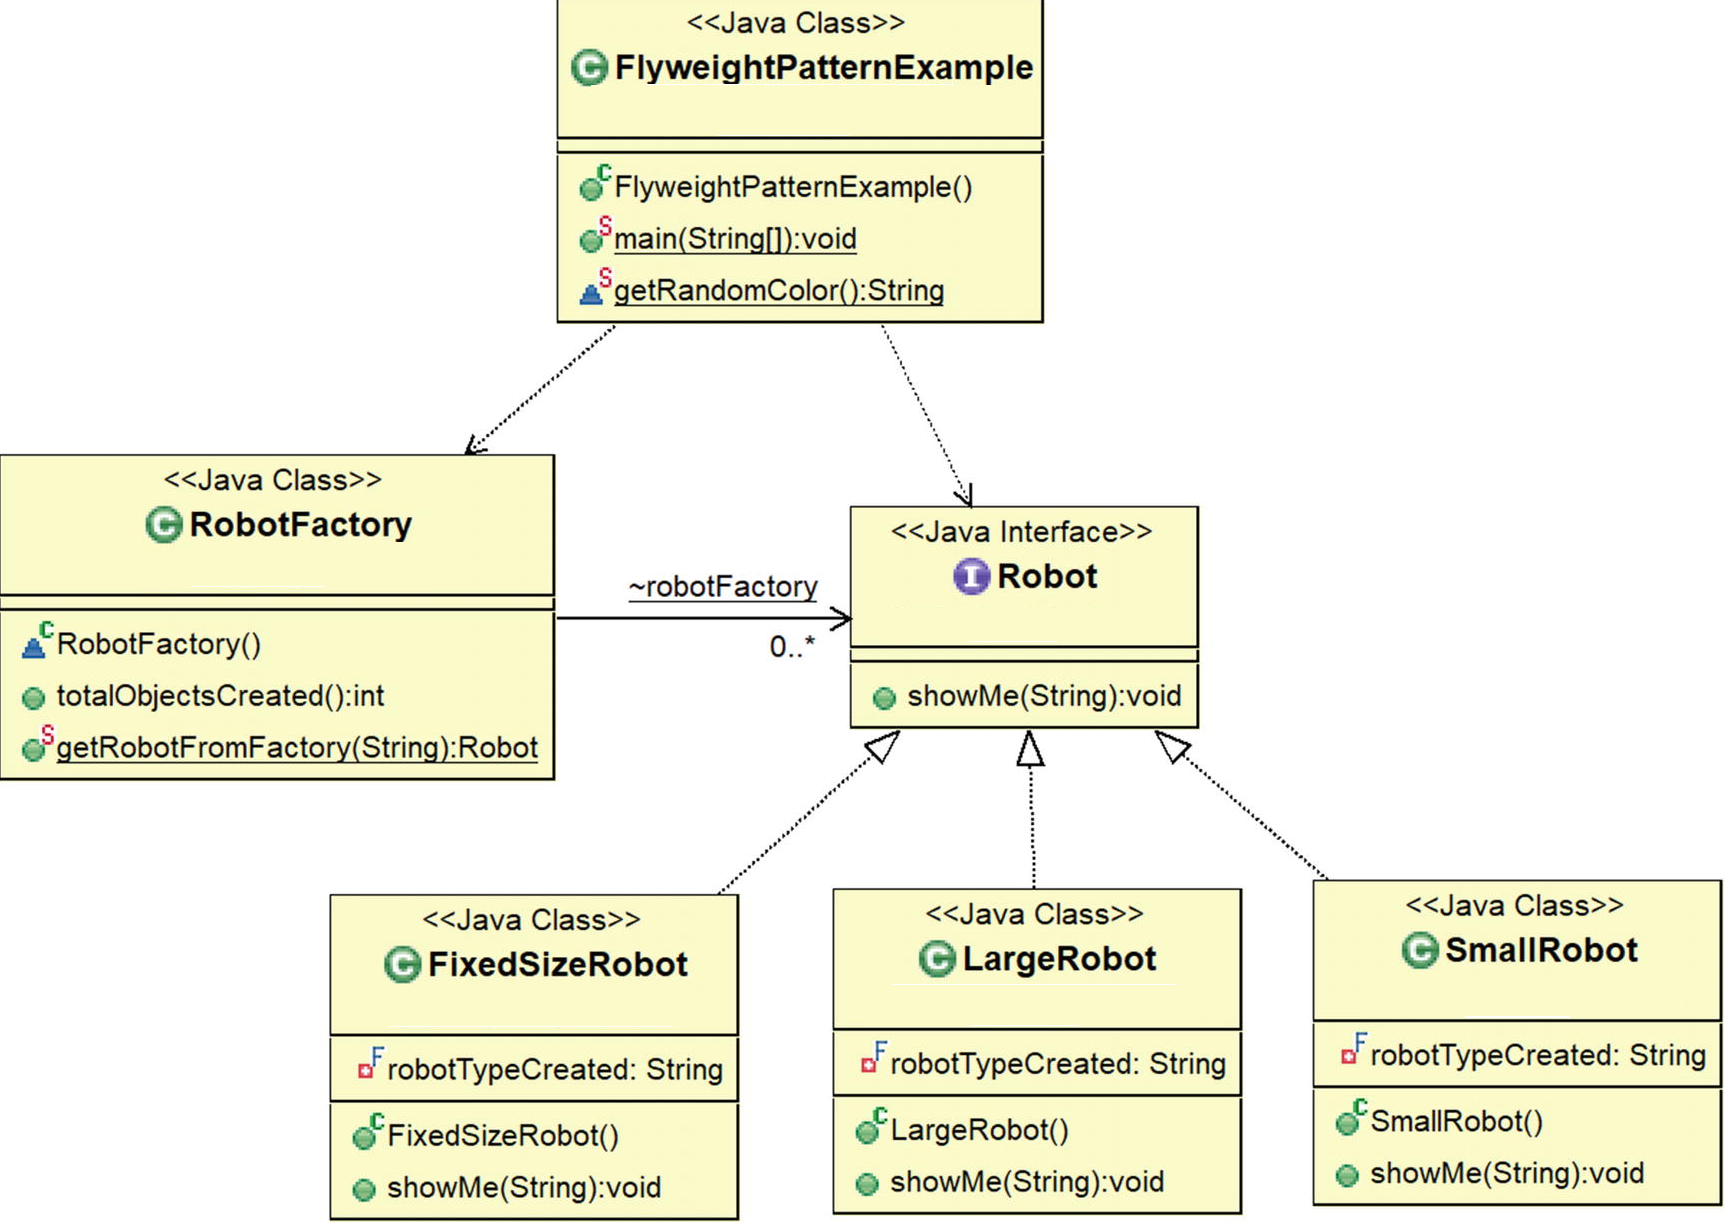 <<Java Class>>
C FlyweightPatternExample
C FlyweightPatternExample()
S main(String[]):void
S getRandomColor():String
<<Java Class>>
C RobotFactory
C RobotFactory()
totalObjectsCreated():int
S getRobotFromFactory(String):Robot
~robotFactory
0..*
<<Java Interface>>
I Robot
showMe(String):void
<<Java Class>>
C FixedSizeRobot
F robotTypeCreated: String
C FixedSizeRobot()
showMe(String):void
<<Java Class>>
C LargeRobot
F robotTypeCreated: String
C LargeRobot()
showMe(String):void
<<Java Class>>
C SmallRobot
F robotTypeCreated: String
C SmallRobot()
showMe(String):void